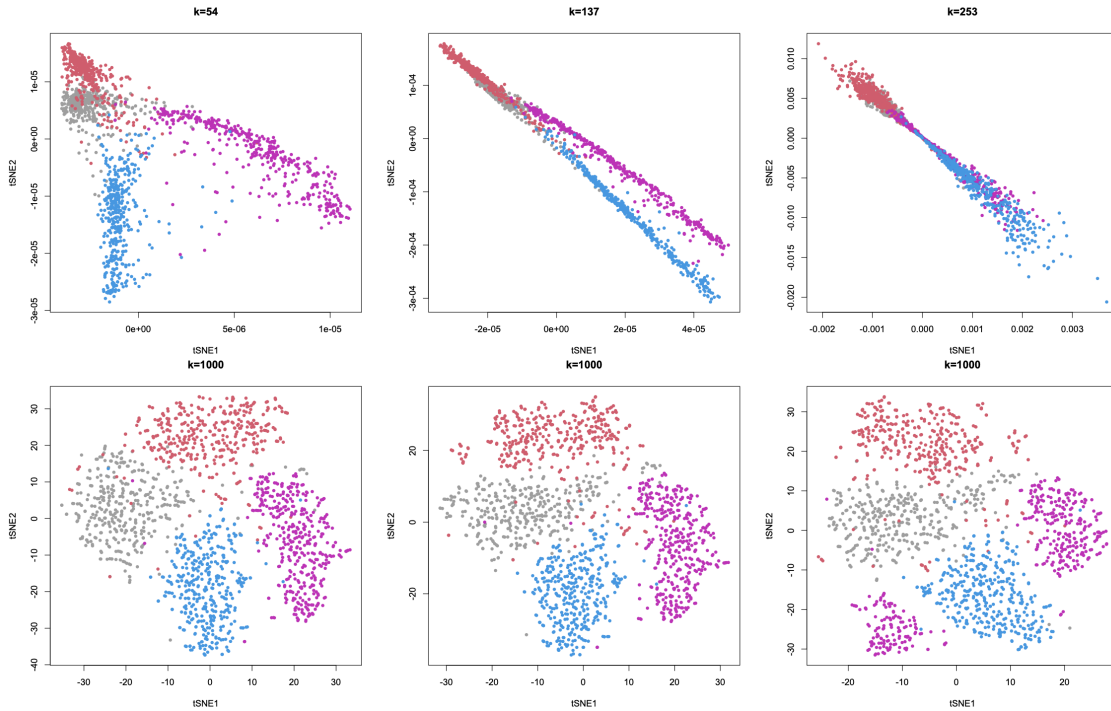 k=54
1e-05
0e+00
-1e-05
-2e-05
-3e-05
tSNE2
0e+00 5e-06 1e-05
tSNE1
k=137
1e-04
0e+00
-1e-04
-2e-04
-3e-04
tSNE2
-2e-05 0e+00 2e-05 4e-05
tSNE1
k=253
0.010
0.005
0.000
-0.005
-0.010
-0.015
-0.020
tSNE2
-0.002 -0.001 0.000 0.001 0.002 0.003
tSNE1
k=1000
30
20
10
0
-10
-20
-30
-40
tSNE2
-30 -20 -10 0 10 20 30
tSNE1
k=1000
20
0
-20
tSNE2
-30 -20 -10 0 10 20 30
tSNE1
k=1000
30
20
10
0
-10
-20
-30
tSNE2
-20 -10 0 10 20
tSNE1